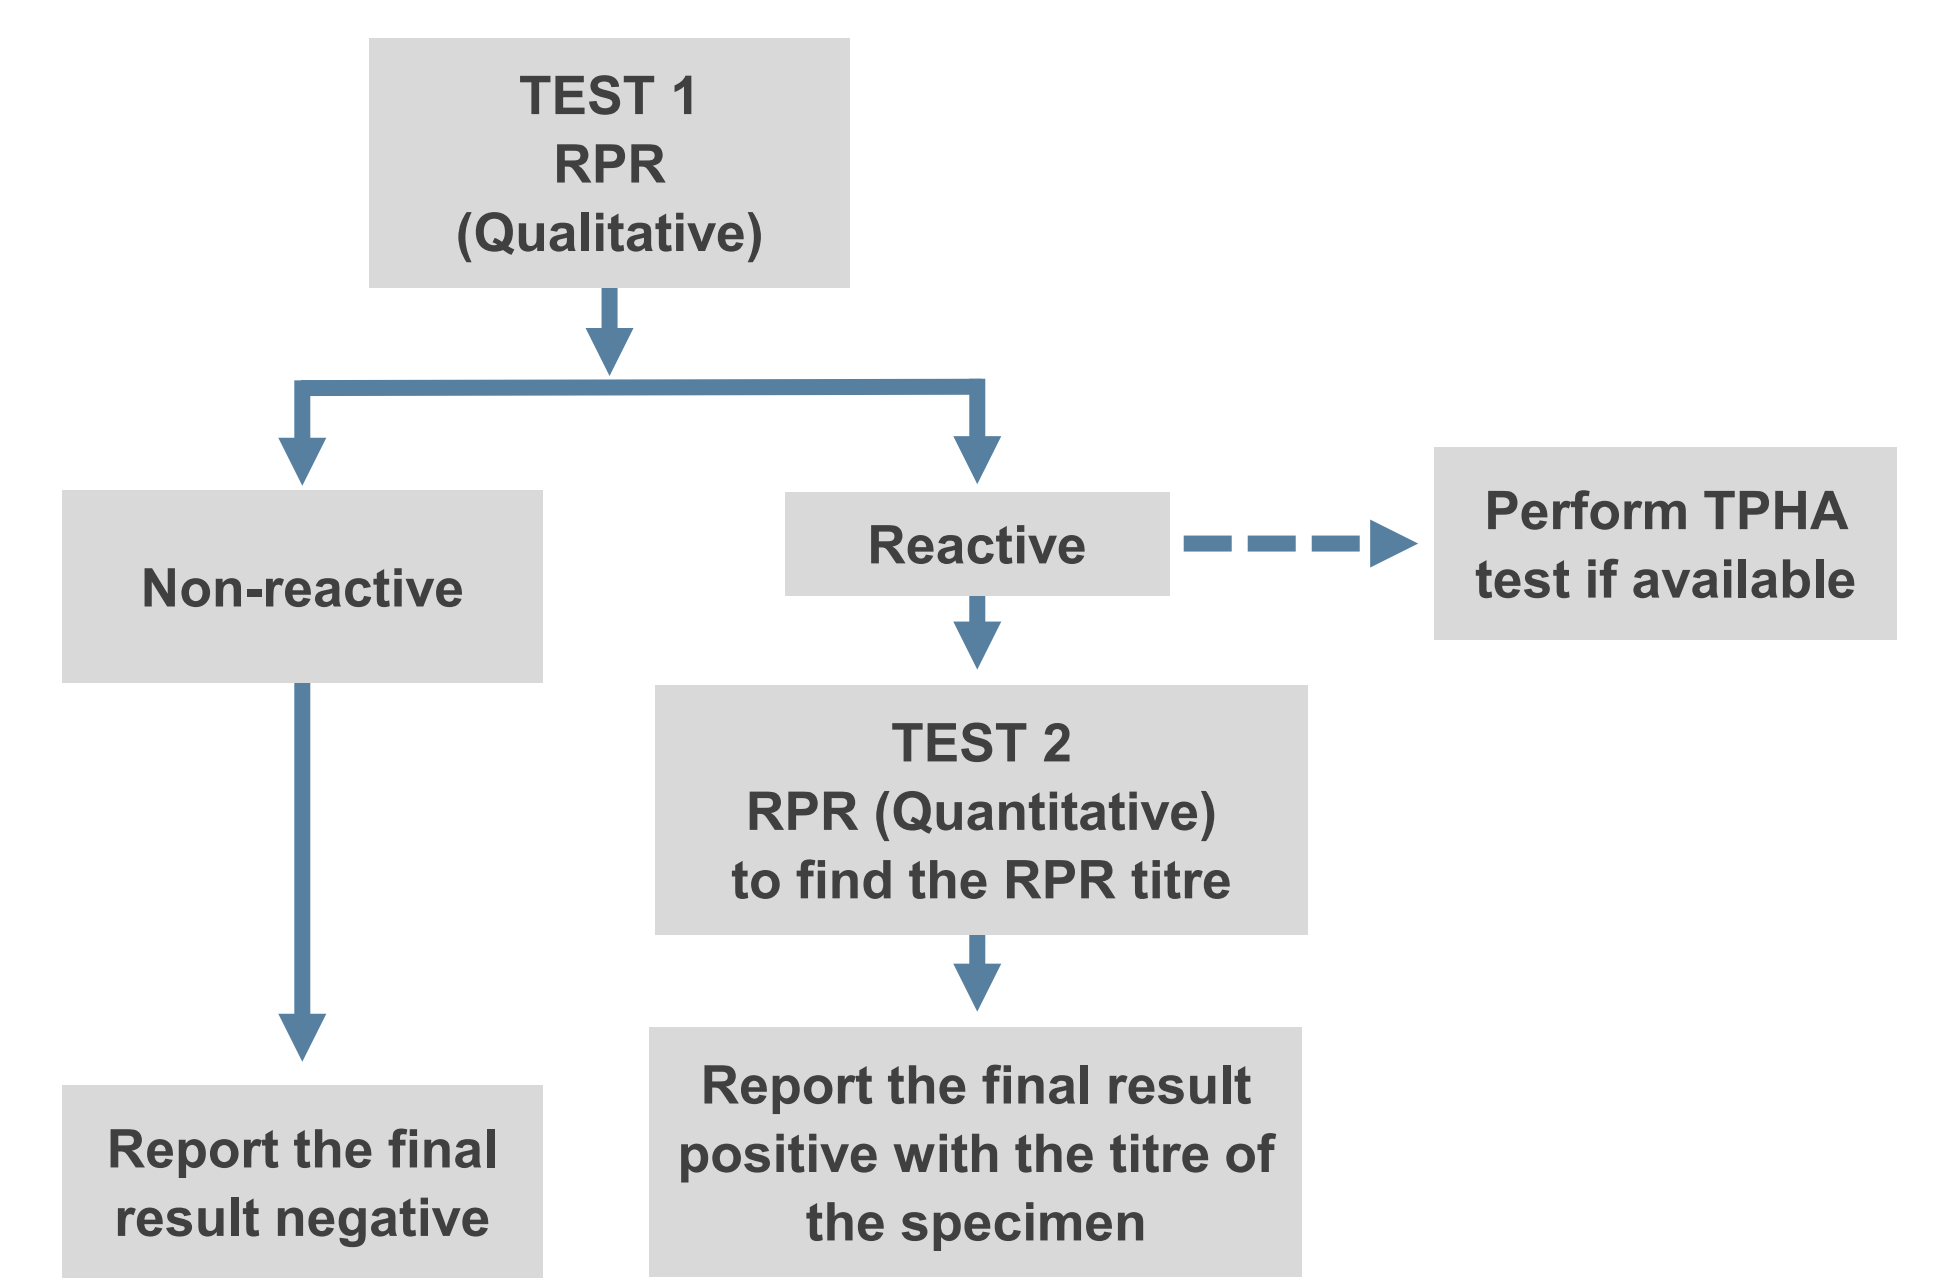 TEST 1
RPR
(Qualitative)
Non-reactive
Reactive
Perform TPHA
test if available
TEST 2
RPR (Quantitative)
to find the RPR titre
Report the final
result negative
Report the final result
positive with the titre of
the specimen